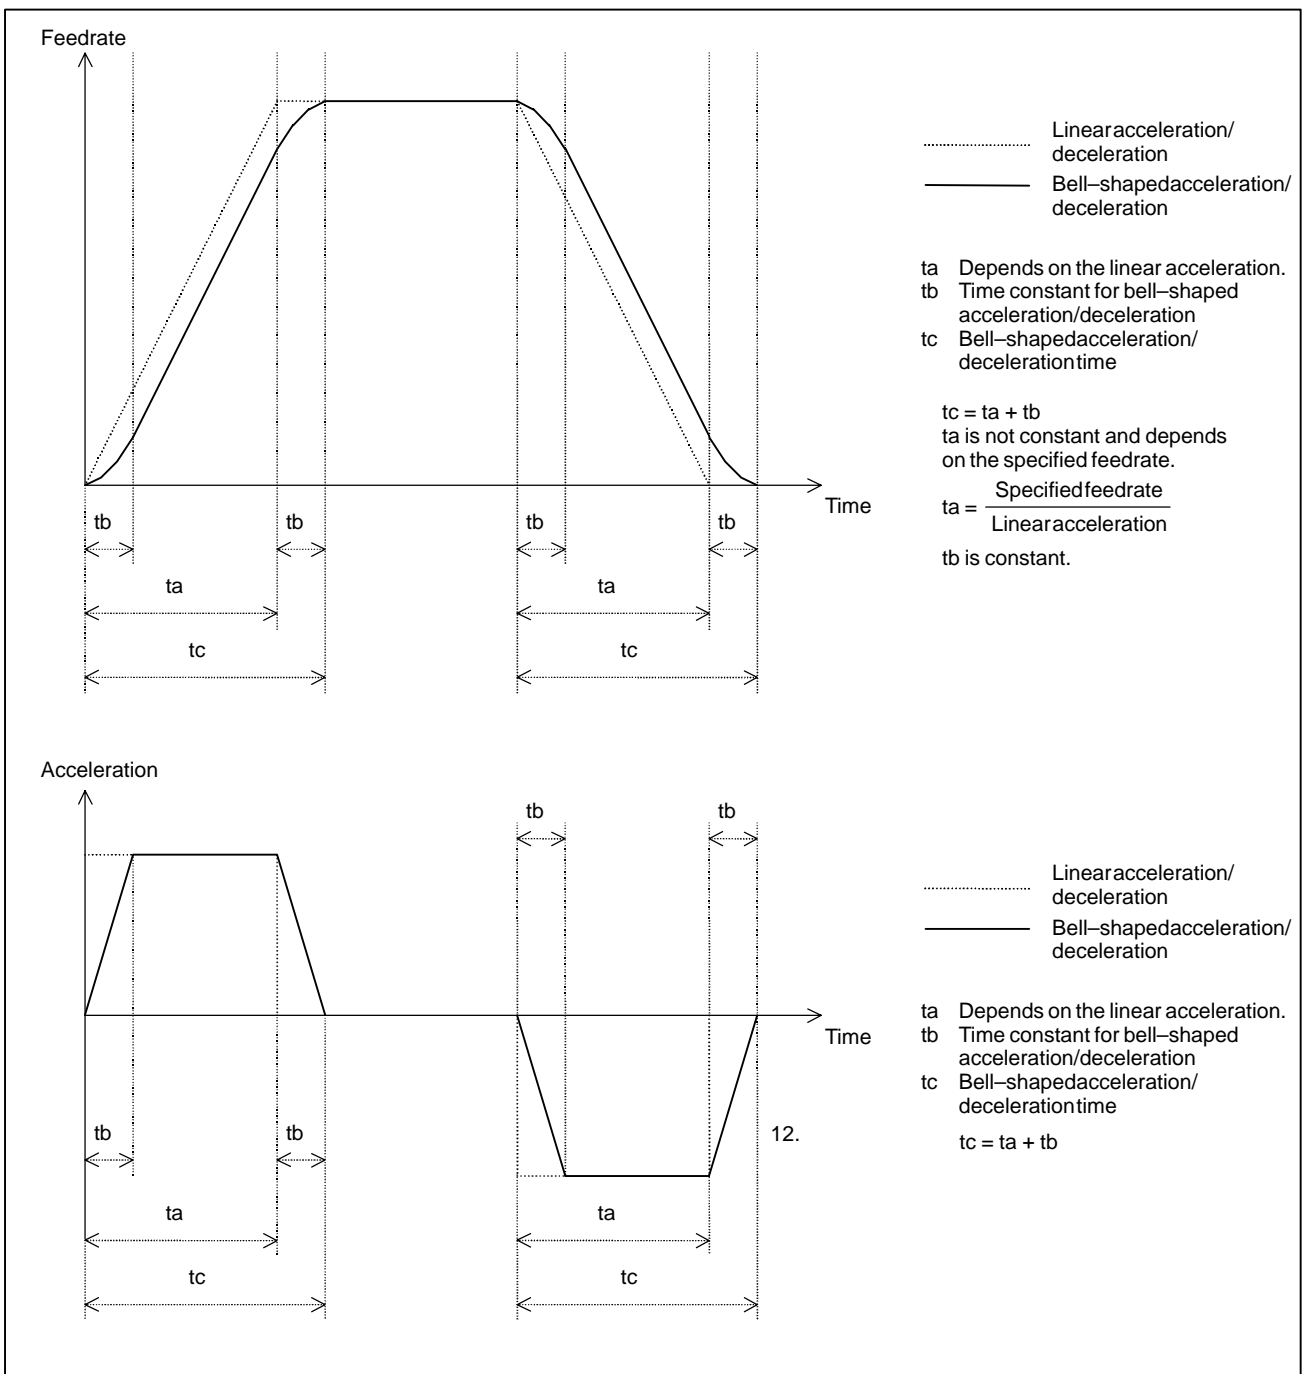 Feedrate
Linearacceleration/
deceleration
Bell–shapedacceleration/
deceleration
ta Depends on the linear acceleration.
tb Time constant for bell–shaped
acceleration/deceleration
tc Bell–shapedacceleration/
decelerationtime
tc = ta + tb
ta is not constant and depends
on the specified feedrate.
Specifiedfeedrate
ta =
Linearacceleration
tb is constant.
Time
tb tb tb tb
ta ta
tc tc
Acceleration
tb tb
Linearacceleration/
deceleration
Bell–shapedacceleration/
deceleration
ta Depends on the linear acceleration.
tb Time constant for bell–shaped
acceleration/deceleration
tc Bell–shapedacceleration/
decelerationtime
tc = ta + tb
Time
tb tb 12.
ta ta
tc tc